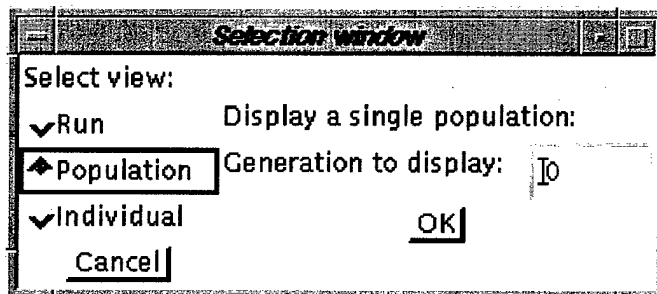 Selection window
Select view:
Run
Population
Individual
Cancel
Display a single population:
Generation to display: 0
OK